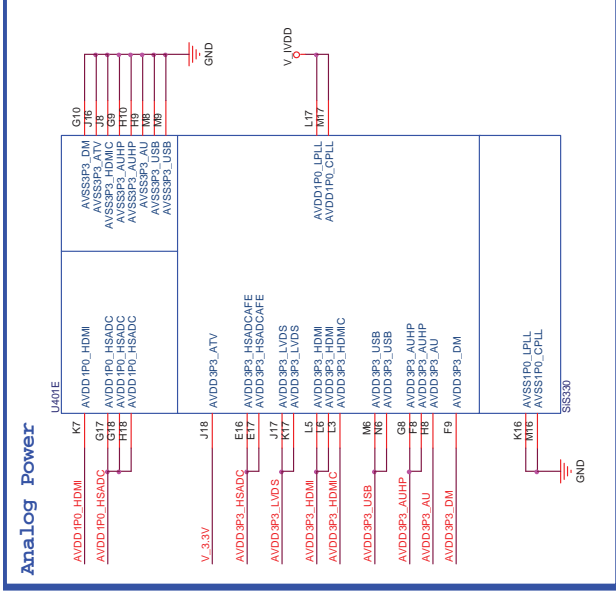 Analog Power
U401E
AVDD1P0_HDMI K7 AVDD1P0_HDMI
AVDD1P0_HSADC G17 AVDD1P0_HSADC
G18 AVDD1P0_HSADC
H18 AVDD1P0_HSADC
AVSS3P3_DM G10
AVSS3P3_ATV J16
AVSS3P3_HDMIC J8
AVSS3P3_AUHP G9
AVSS3P3_AUHP H10
AVSS3P3_AU H9
AVSS3P3_USB M8
AVSS3P3_USB M9
GND
V_3.3V J18 AVDD3P3_ATV
AVDD3P3_HSADC E16 AVDD3P3_HSADCAFE
E17 AVDD3P3_HSADCAFE
AVDD3P3_LVDS J17 AVDD3P3_LVDS
K17 AVDD3P3_LVDS
AVDD3P3_HDMI L5 AVDD3P3_HDMI
L6 AVDD3P3_HDMI
AVDD3P3_HDMIC L3 AVDD3P3_HDMIC
AVDD3P3_USB M6 AVDD3P3_USB
N6 AVDD3P3_USB
AVDD3P3_AUHP G8 AVDD3P3_AUHP
F8 AVDD3P3_AUHP
AVDD3P3_AU H8 AVDD3P3_AU
AVDD3P3_DM F9 AVDD3P3_DM
V_IVDD
AVDD1P0_LPLL L17
AVDD1P0_CPLL M17
K16 AVSS1P0_LPLL
M16 AVSS1P0_CPLL
GND
SiS330